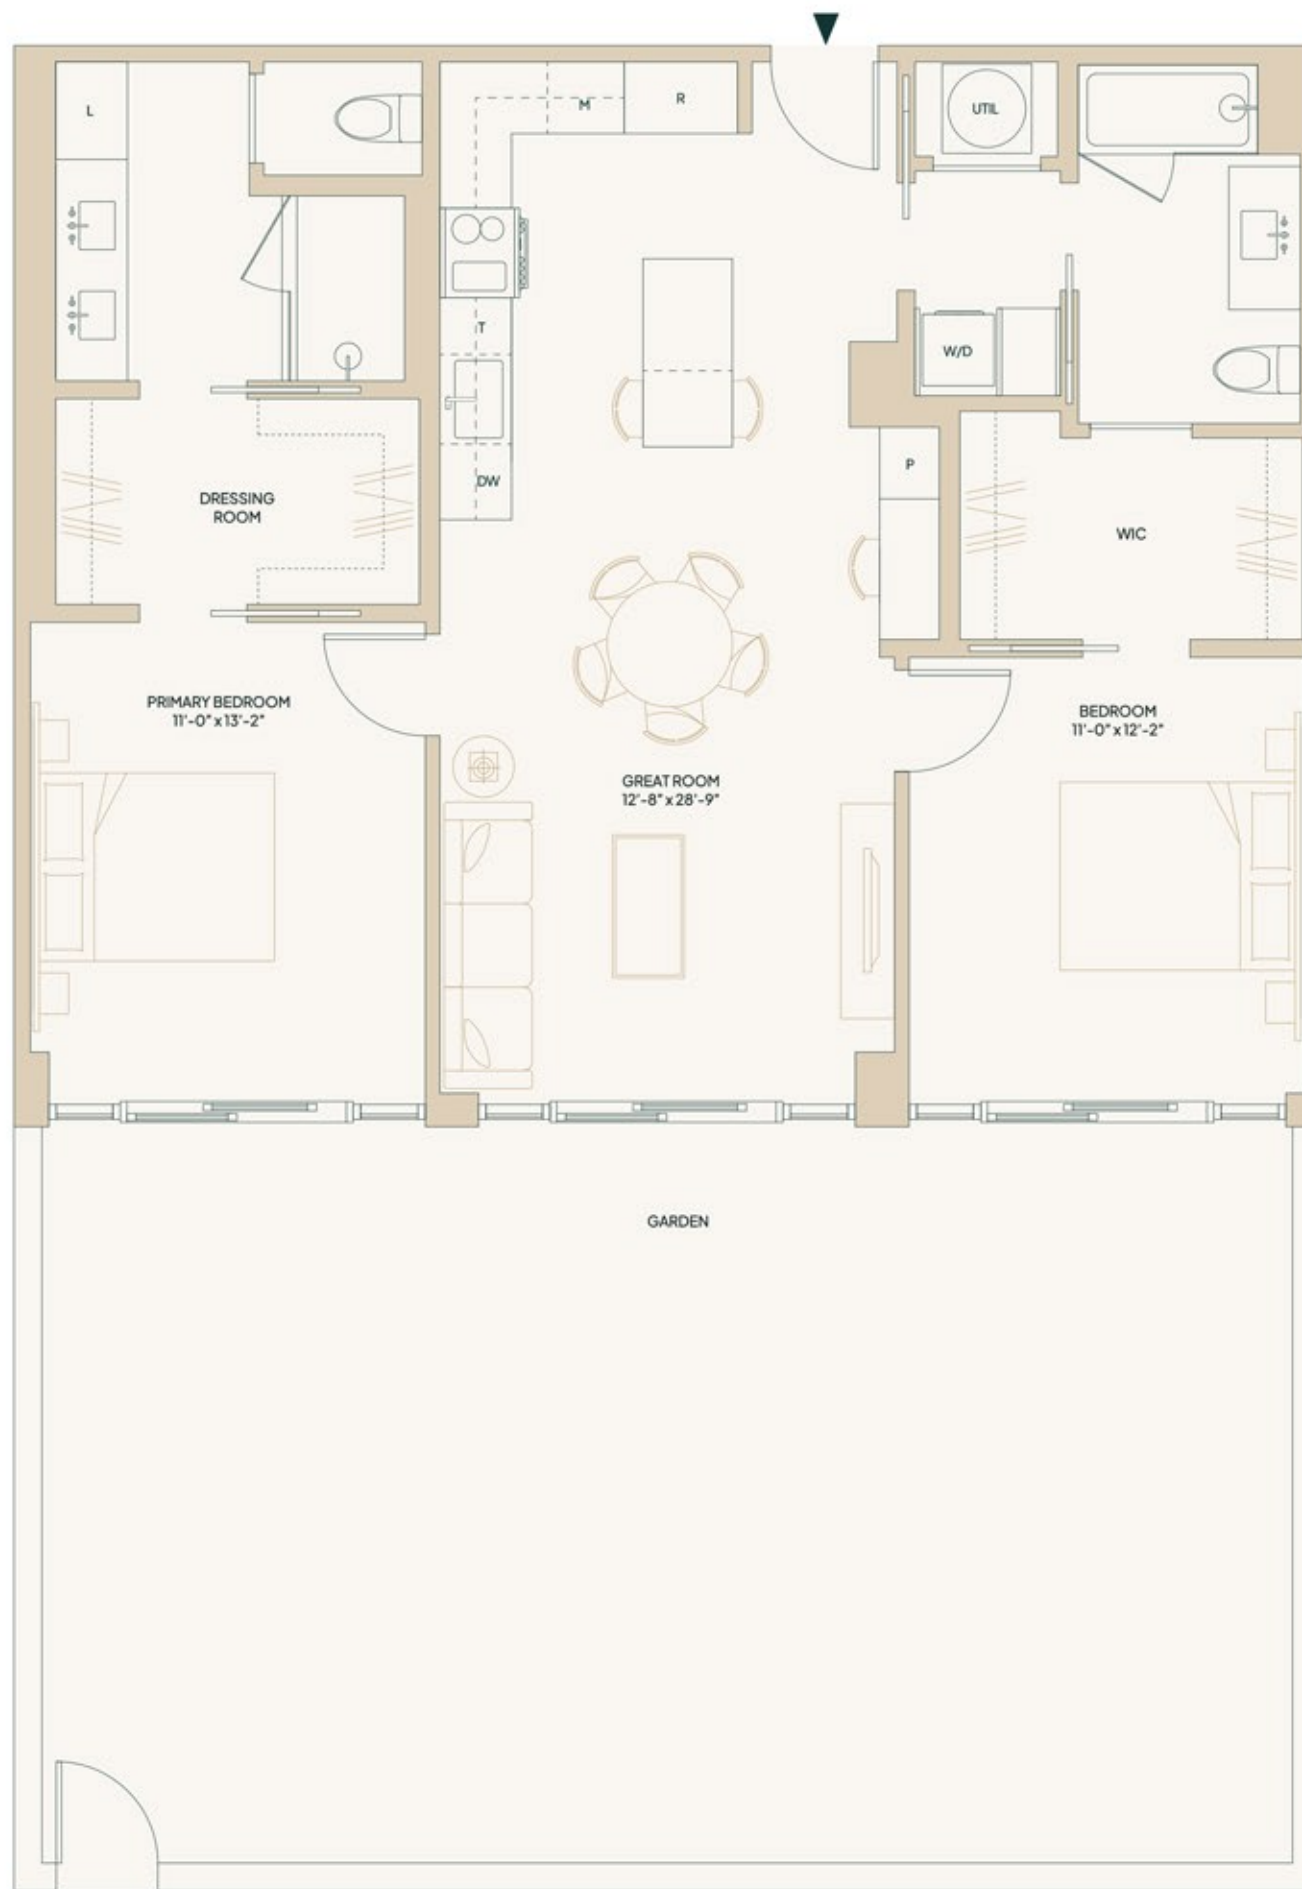 L
M
R
UTIL
T
W/D
DW
P
DRESSING
ROOM
WIC
PRIMARY BEDROOM
11'-0" x 13'-2"
BEDROOM
11'-0" x 12'-2"
GREAT ROOM
12'-8" x 28'-9"
GARDEN